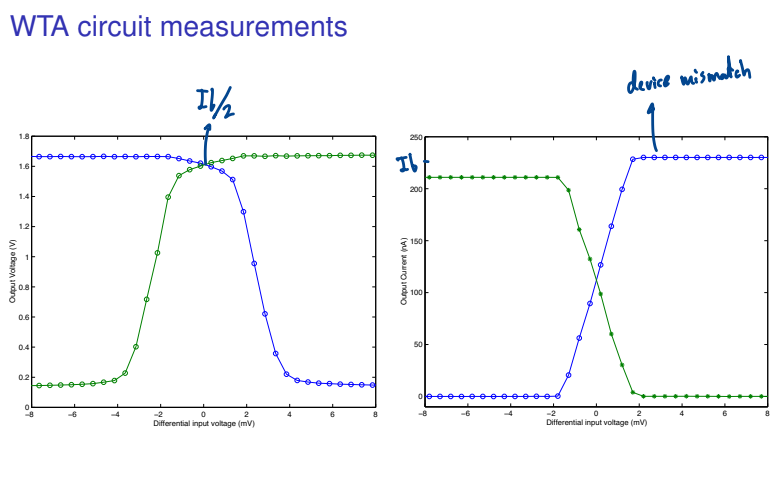 WTA circuit measurements
Ib/2
device mismatch
1.8
1.6
1.4
1.2
1
0.8
0.6
0.4
0.2
0
Output Voltage (V)
−8 −6 −4 −2 0 2 4 6 8
Differential input voltage (mV)
Ib
250
200
150
100
50
0
Output Current (nA)
−8 −6 −4 −2 0 2 4 6 8
Differential input voltage (mV)